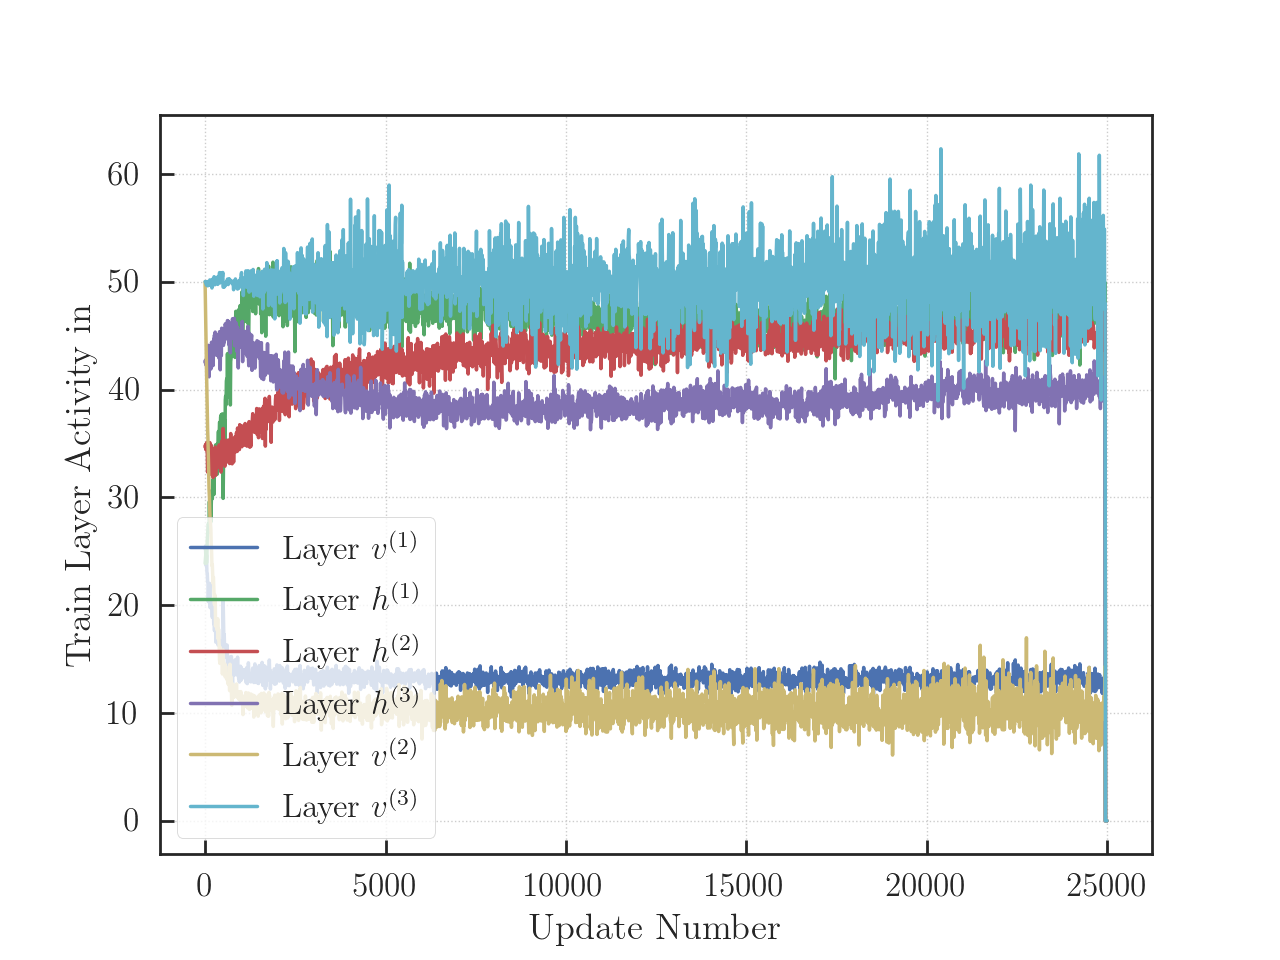 Train Layer Activity in
60
50
40
30
20
10
0
Layer v^(1)
Layer h^(1)
Layer h^(2)
Layer h^(3)
Layer v^(2)
Layer v^(3)
0 5000 10000 15000 20000 25000
Update Number